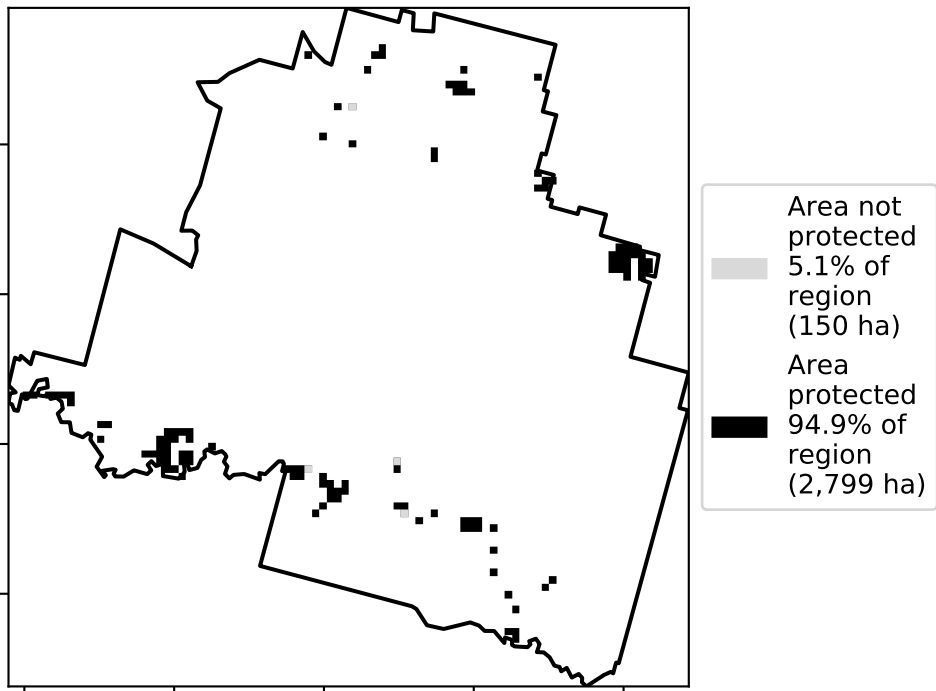 Area not
protected
5.1% of
region
(150 ha)
Area
protected
94.9% of
region
(2,799 ha)